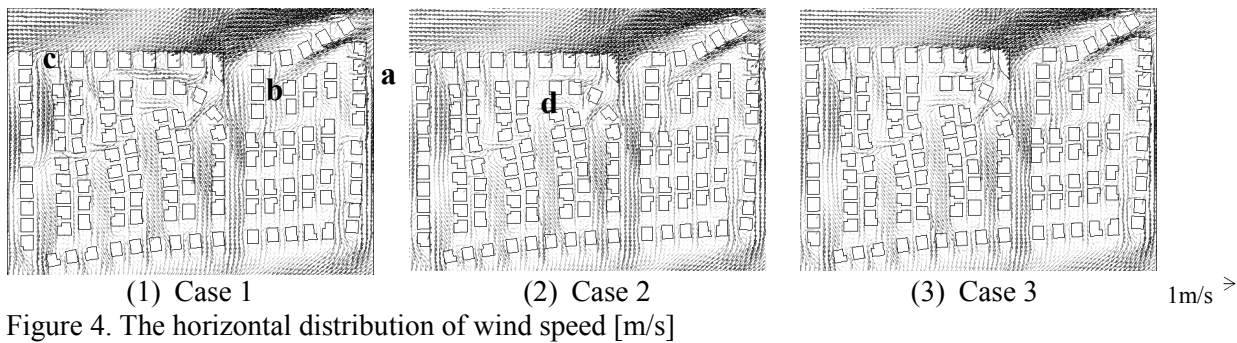 c
b
a
d
(1) Case 1
(2) Case 2
(3) Case 3
1m/s
Figure 4. The horizontal distribution of wind speed [m/s]